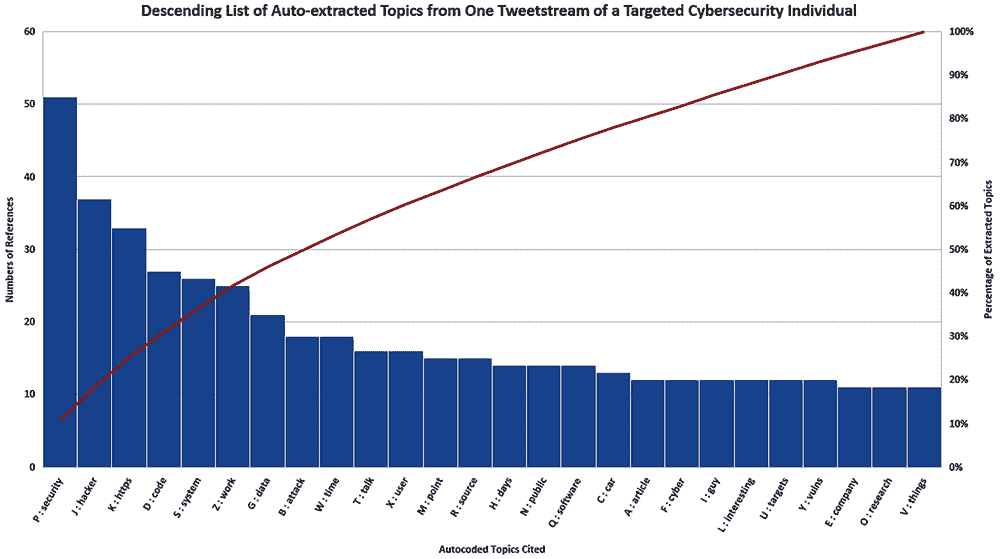 Descending List of Auto-extracted Topics from One Tweetstream of a Targeted Cybersecurity Individual
60
50
40
30
20
10
0
Numbers of References
100%
90%
80%
70%
60%
50%
40%
30%
20%
10%
0%
Percentage of Extracted Topics
P : security
J : hacker
K : https
D : code
S : system
Z : work
G : data
B : attack
W : time
T : talk
X : user
M : point
R : source
H : days
N : public
Q : software
C : car
A : article
F : cyber
I : guy
L : interesting
U : targets
Y : vulns
E : company
O : research
V : things
Autocoded Topics Cited